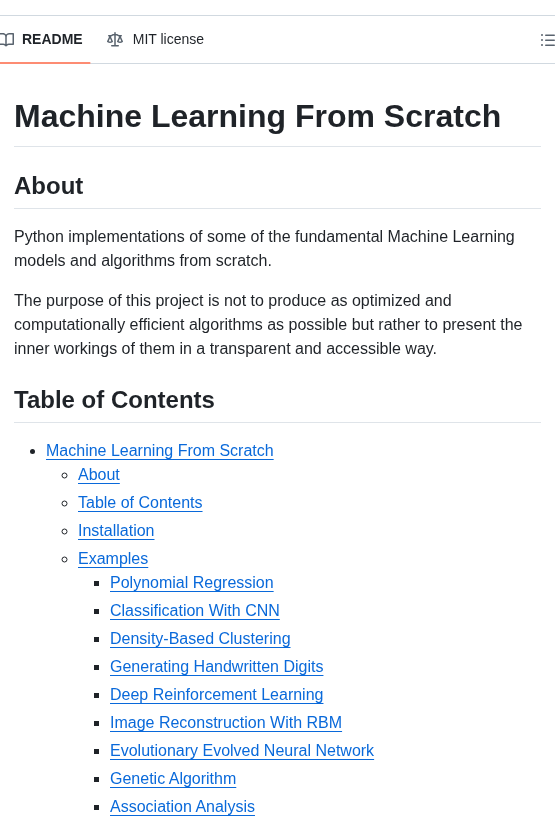 README MIT license
Machine Learning From Scratch
About
Python implementations of some of the fundamental Machine Learning
models and algorithms from scratch.
The purpose of this project is not to produce as optimized and
computationally efficient algorithms as possible but rather to present the
inner workings of them in a transparent and accessible way.
Table of Contents
Machine Learning From Scratch
About
Table of Contents
Installation
Examples
Polynomial Regression
Classification With CNN
Density-Based Clustering
Generating Handwritten Digits
Deep Reinforcement Learning
Image Reconstruction With RBM
Evolutionary Evolved Neural Network
Genetic Algorithm
Association Analysis